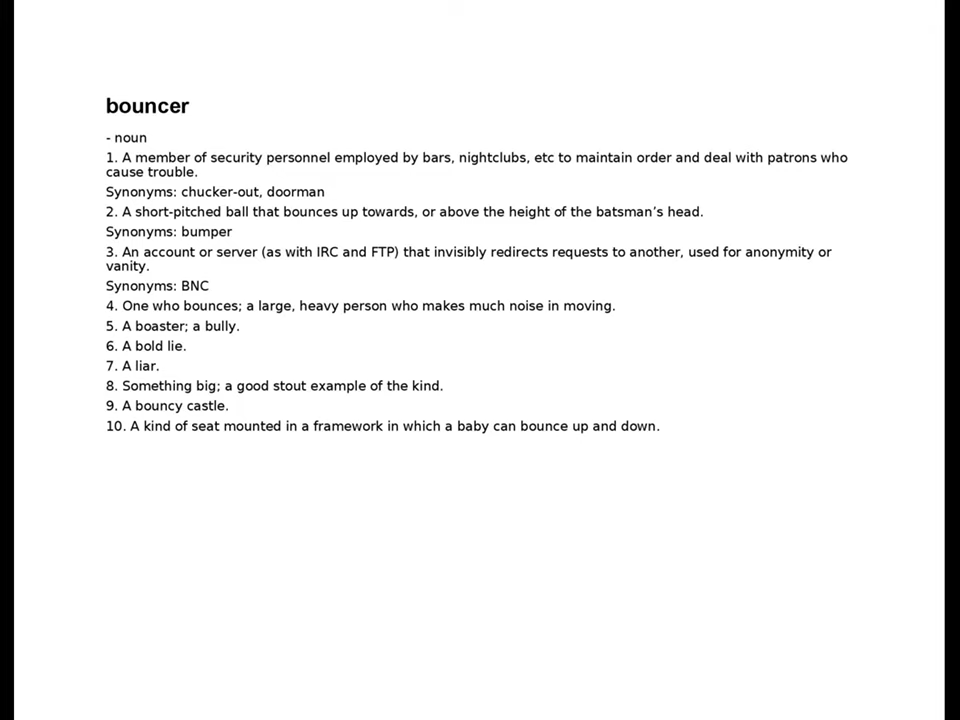 bouncer
- noun
1. A member of security personnel employed by bars, nightclubs, etc to maintain order and deal with patrons who
cause trouble.
Synonyms: chucker-out, doorman
2. A short-pitched ball that bounces up towards, or above the height of the batsman’s head.
Synonyms: bumper
3. An account or server (as with IRC and FTP) that invisibly redirects requests to another, used for anonymity or
vanity.
Synonyms: BNC
4. One who bounces; a large, heavy person who makes much noise in moving.
5. A boaster; a bully.
6. A bold lie.
7. A liar.
8. Something big; a good stout example of the kind.
9. A bouncy castle.
10. A kind of seat mounted in a framework in which a baby can bounce up and down.